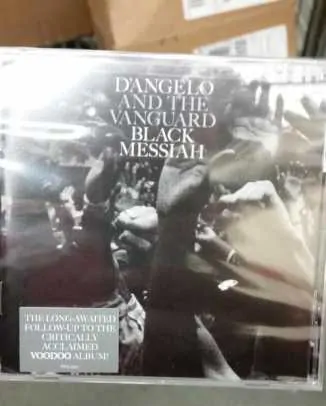 D'ANGELO
AND THE
VANGUARD
BLACK
MESSIAH
THE LONG-AWAITED
FOLLOW-UP TO THE
CRITICALLY
ACCLAIMED
VOODOO ALBUM!